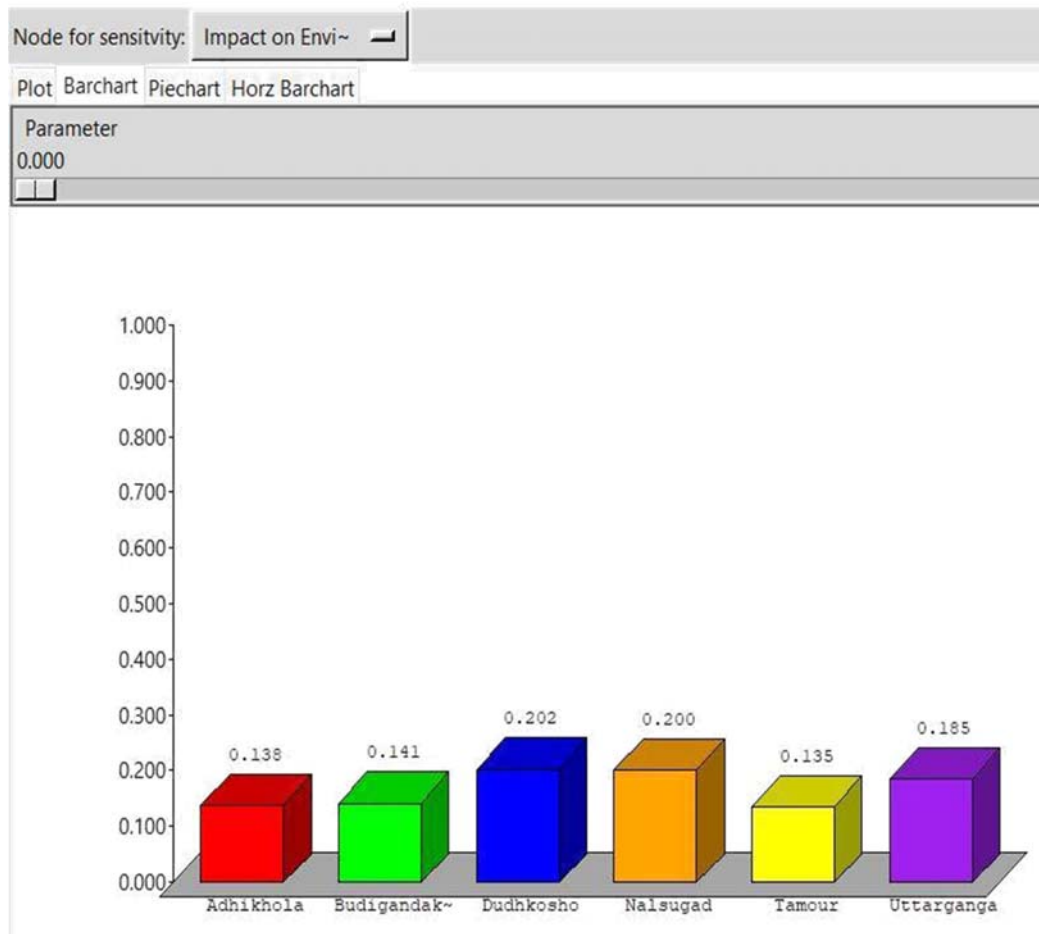 Node for sensitvity: Impact on Envi~
Plot Barchart Piechart Horz Barchart
Parameter
0.000
1.000
0.900
0.800
0.700
0.600
0.500
0.400
0.300
0.200
0.100
0.000
0.138 0.141 0.202 0.200 0.135 0.185
Adhikhola Budigandak~ Dudhkosho Nalsugad Tamour Uttarganga